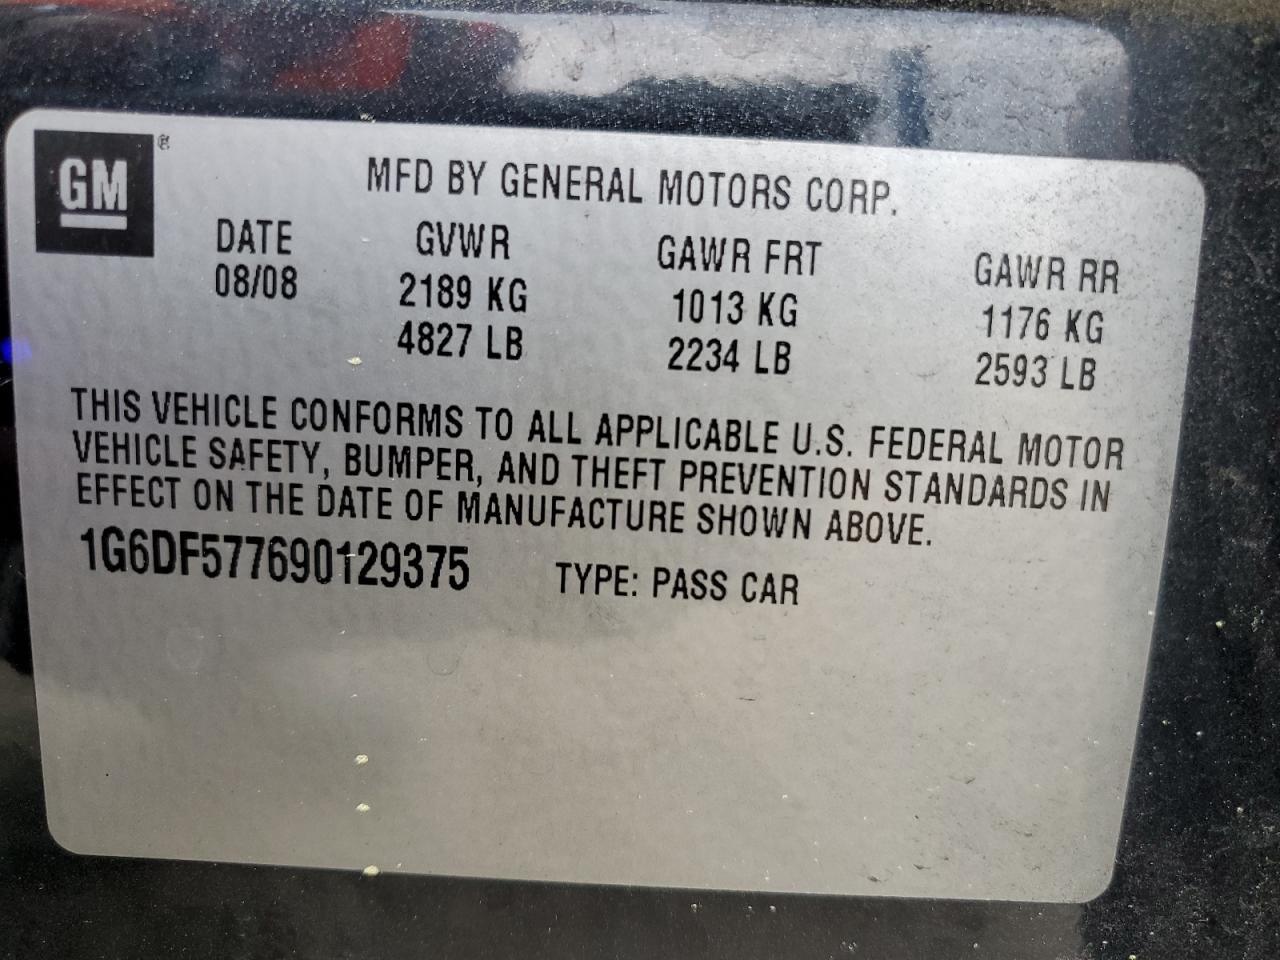 GM®
MFD BY GENERAL MOTORS CORP.
DATE GVWR GAWR FRT GAWR RR
08/08 2189 KG 1013 KG 1176 KG
4827 LB 2234 LB 2593 LB
THIS VEHICLE CONFORMS TO ALL APPLICABLE U.S. FEDERAL MOTOR
VEHICLE SAFETY, BUMPER, AND THEFT PREVENTION STANDARDS IN
EFFECT ON THE DATE OF MANUFACTURE SHOWN ABOVE.
1G6DF577690129375 TYPE: PASS CAR